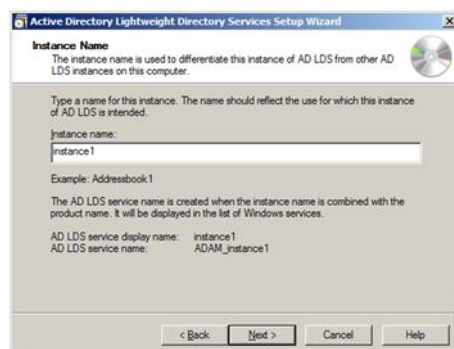 Active Directory Lightweight Directory Services Setup Wizard
Instance Name
The instance name is used to differentiate this instance of AD LDS from other AD
LDS instances on this computer.
Type a name for this instance. The name should reflect the use for which this instance
of AD LDS is intended.
Instance name:
instance1
Example: Addressbook1
The AD LDS service name is created when the instance name is combined with the
product name. It will be displayed in the list of Windows services.
AD LDS service display name: instance1
AD LDS service name: ADAM_instance1
< Back Next > Cancel Help